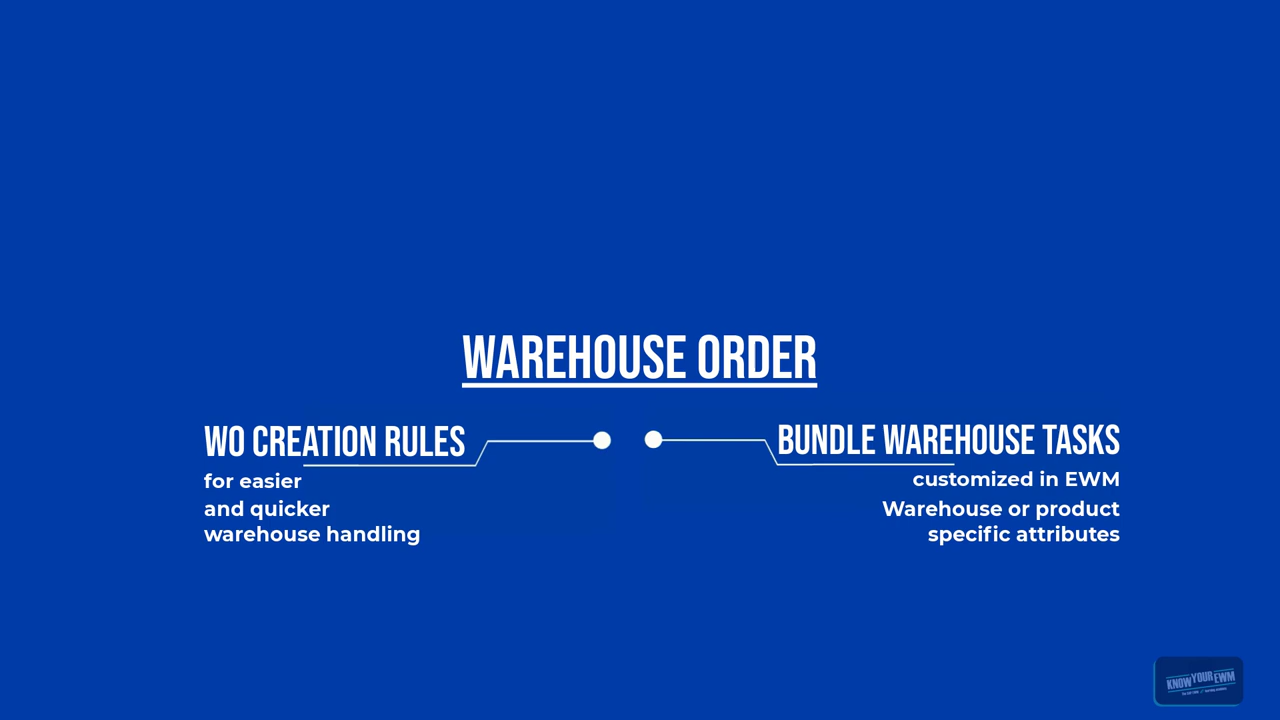 WAREHOUSE ORDER
WO CREATION RULES
for easier
and quicker
warehouse handling
BUNDLE WAREHOUSE TASKS
customized in EWM
Warehouse or product
specific attributes
KNOW YOUR EWM